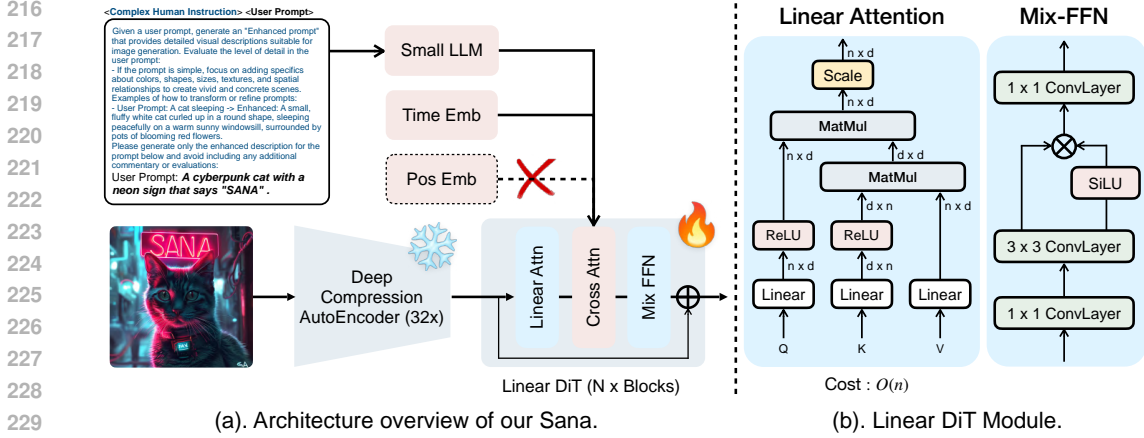 216
217
218
219
220
221
222
223
224
225
226
227
228
229
<Complex Human Instruction> <User Prompt>
Given a user prompt, generate an "Enhanced prompt"
that provides detailed visual descriptions suitable for
image generation. Evaluate the level of detail in the
user prompt:
- If the prompt is simple, focus on adding specifics
about colors, shapes, sizes, textures, and spatial
relationships to create vivid and concrete scenes.
Examples of how to transform or refine prompts:
- User Prompt: A cat sleeping -> Enhanced: A small,
fluffy white cat curled up in a round shape, sleeping
peacefully on a warm sunny windowsill, surrounded by
pots of blooming red flowers.
Please generate only the enhanced description for the
prompt below and avoid including any additional
commentary or evaluations:
User Prompt: A cyberpunk cat with a
neon sign that says "SANA" .
Small LLM
Time Emb
Pos Emb
SANA
Deep
Compression
AutoEncoder (32x)
Linear Attn
Cross Attn
Mix FFN
Linear DiT (N x Blocks)
(a). Architecture overview of our Sana.
Linear Attention
n x d
Scale
n x d
MatMul
n x d
d x d
MatMul
d x n
n x d
ReLU
ReLU
n x d
d x n
Linear
Linear
Linear
Q
K
V
Cost : O(n)
Mix-FFN
1 x 1 ConvLayer
SiLU
3 x 3 ConvLayer
1 x 1 ConvLayer
(b). Linear DiT Module.